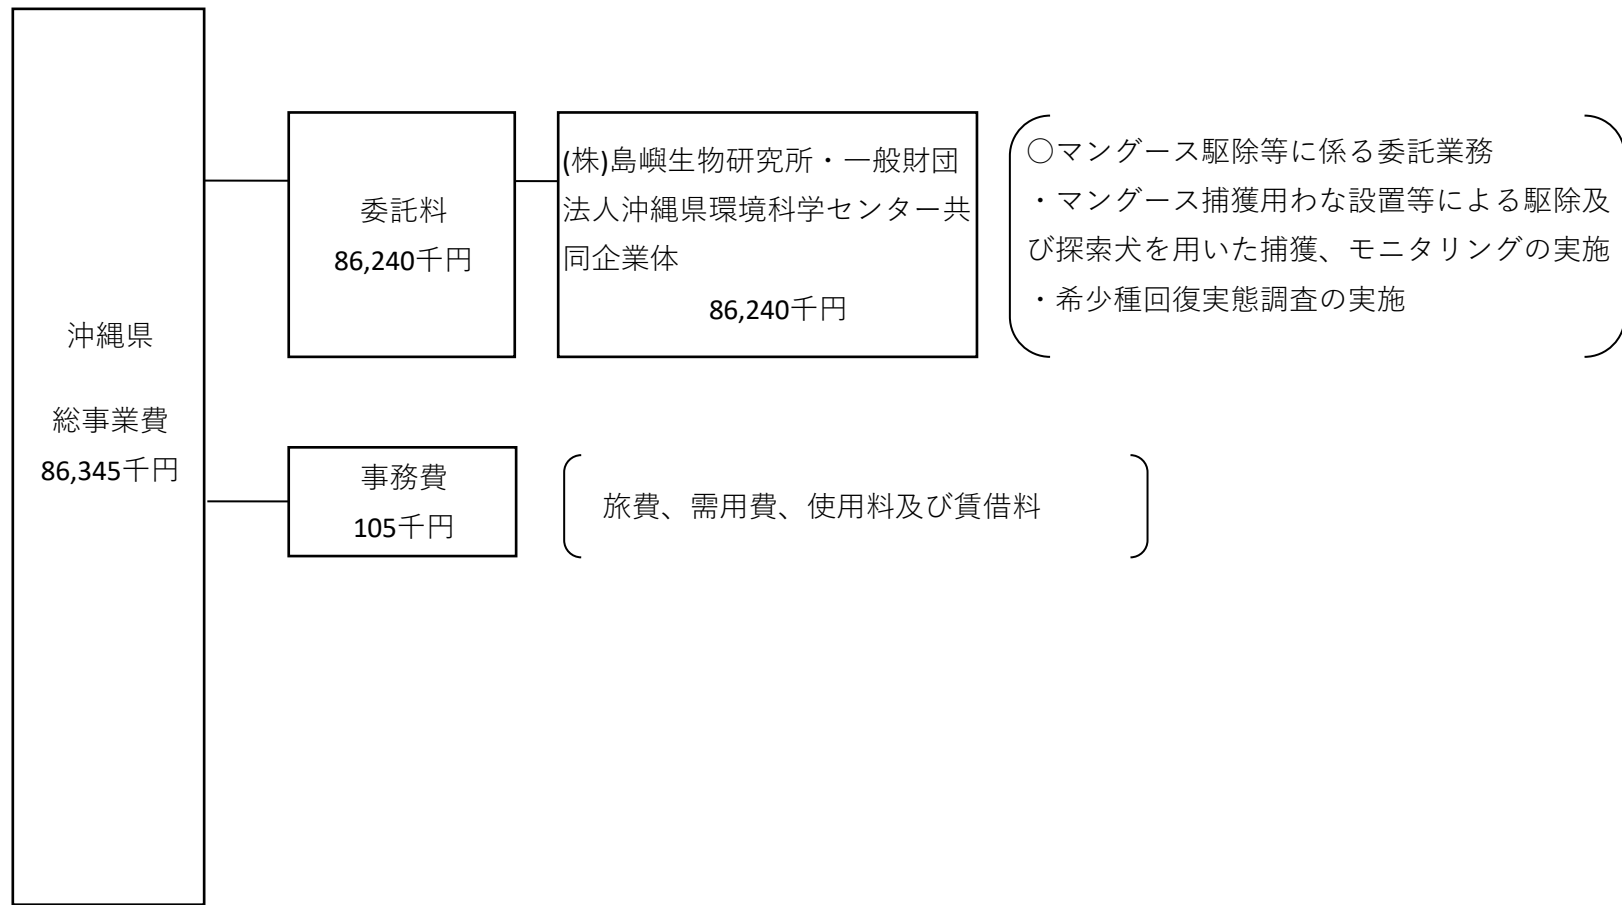 沖縄県
総事業費
86,345千円
委託料
86,240千円
(株)島嶼生物研究所・一般財団
法人沖縄県環境科学センター共
同企業体
86,240千円
○マングース駆除等に係る委託業務
・マングース捕獲用わな設置等による駆除及
び探索犬を用いた捕獲、モニタリングの実施
・希少種回復実態調査の実施
事務費
105千円
旅費、需用費、使用料及び賃借料